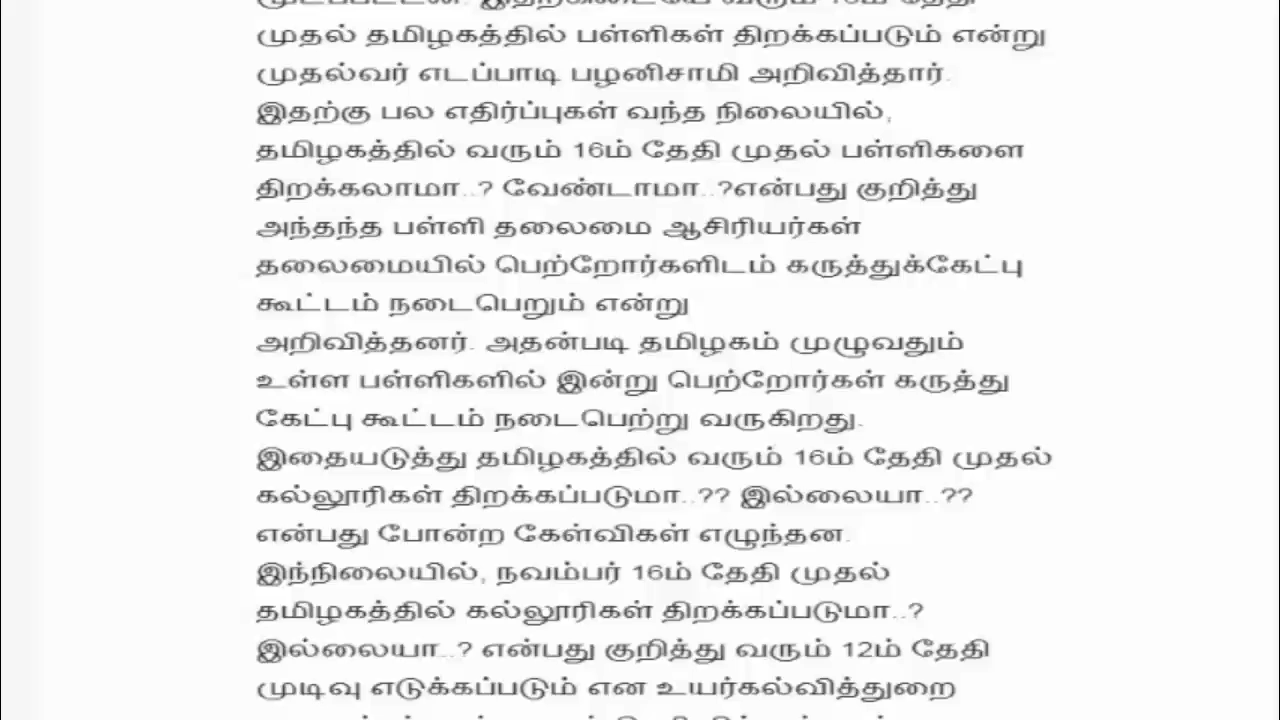 முதல் தமிழகத்தில் பள்ளிகள் திறக்கப்படும் என்று
முதல்வர் எடப்பாடி பழனிசாமி அறிவித்தார்.
இதற்கு பல எதிர்ப்புகள் வந்த நிலையில்,
தமிழகத்தில் வரும் 16ம் தேதி முதல் பள்ளிகளை
திறக்கலாமா..? வேண்டாமா..?என்பது குறித்து
அந்தந்த பள்ளி தலைமை ஆசிரியர்கள்
தலைமையில் பெற்றோர்களிடம் கருத்துக்கேட்பு
கூட்டம் நடைபெறும் என்று
அறிவித்தனர். அதன்படி தமிழகம் முழுவதும்
உள்ள பள்ளிகளில் இன்று பெற்றோர்கள் கருத்து
கேட்பு கூட்டம் நடைபெற்று வருகிறது.
இதையடுத்து தமிழகத்தில் வரும் 16ம் தேதி முதல்
கல்லூரிகள் திறக்கப்படுமா..?? இல்லையா..??
என்பது போன்ற கேள்விகள் எழுந்தன.
இந்நிலையில், நவம்பர் 16ம் தேதி முதல்
தமிழகத்தில் கல்லூரிகள் திறக்கப்படுமா..?
இல்லையா..? என்பது குறித்து வரும் 12ம் தேதி
முடிவு எடுக்கப்படும் என உயர்கல்வித்துறை